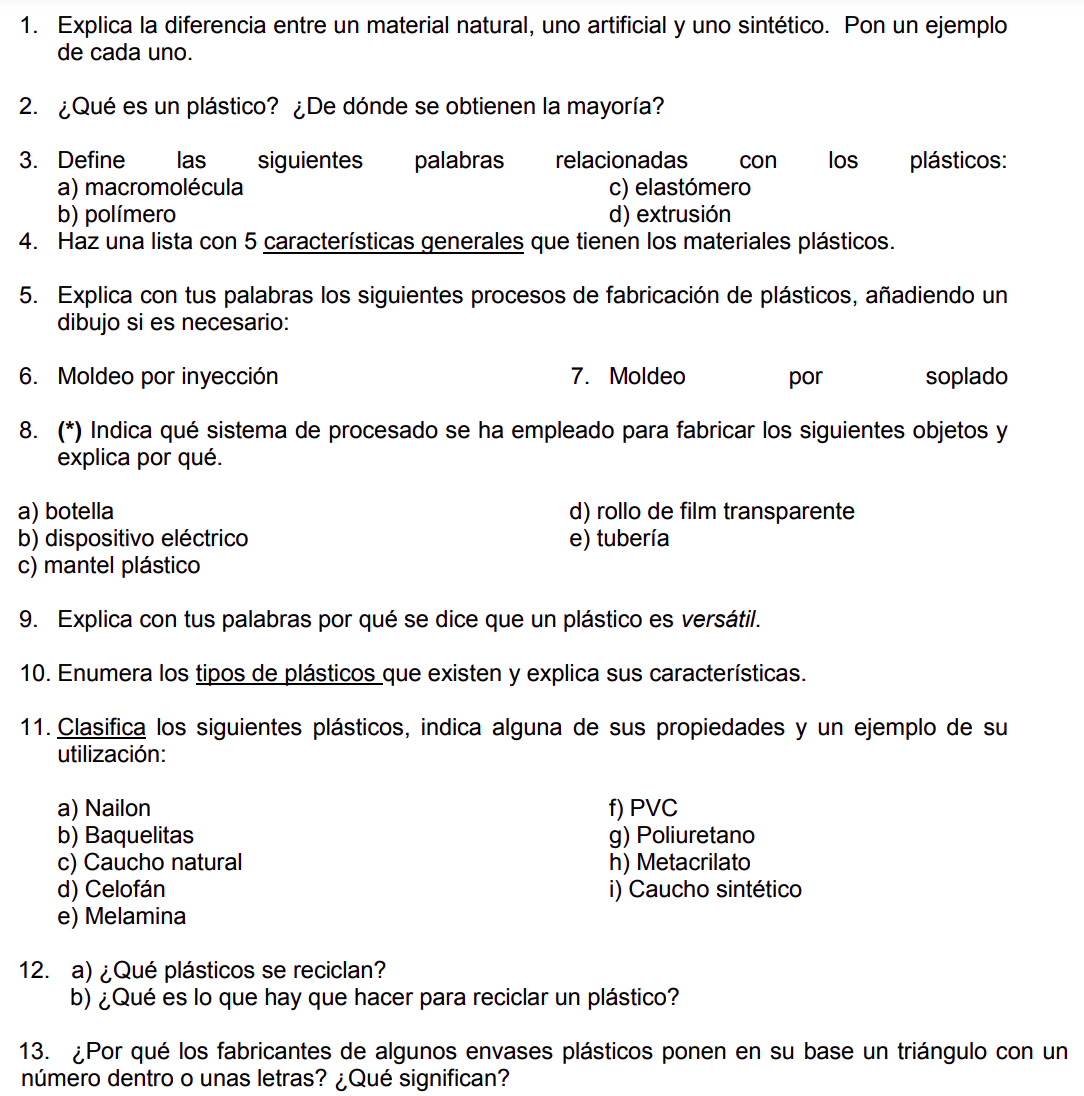 1. Explica la diferencia entre un material natural, uno artificial y uno sintético. Pon un ejemplo
de cada uno.
2. ¿Qué es un plástico? ¿De dónde se obtienen la mayoría?
3. Define las siguientes palabras relacionadas con los plásticos:
a) macromolécula
b) polímero
c) elastómero
d) extrusión
4. Haz una lista con 5 características generales que tienen los materiales plásticos.
5. Explica con tus palabras los siguientes procesos de fabricación de plásticos, añadiendo un
dibujo si es necesario:
6. Moldeo por inyección
7. Moldeo por soplado
8. (*) Indica qué sistema de procesado se ha empleado para fabricar los siguientes objetos y
explica por qué.
a) botella
b) dispositivo eléctrico
c) mantel plástico
d) rollo de film transparente
e) tubería
9. Explica con tus palabras por qué se dice que un plástico es versátil.
10. Enumera los tipos de plásticos que existen y explica sus características.
11. Clasifica los siguientes plásticos, indica alguna de sus propiedades y un ejemplo de su
utilización:
a) Nailon
b) Baquelitas
c) Caucho natural
d) Celofán
e) Melamina
f) PVC
g) Poliuretano
h) Metacrilato
i) Caucho sintético
12. a) ¿Qué plásticos se reciclan?
b) ¿Qué es lo que hay que hacer para reciclar un plástico?
13. ¿Por qué los fabricantes de algunos envases plásticos ponen en su base un triángulo con un
número dentro o unas letras? ¿Qué significan?